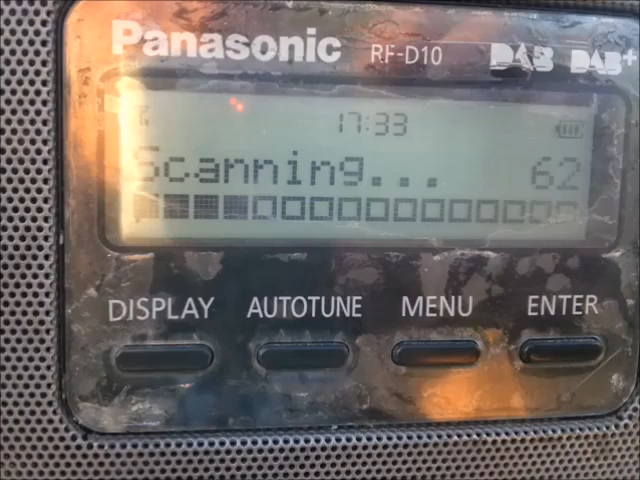 Panasonic RF-D10 DAB DAB+
17:33
Scanning... 62
DISPLAY AUTOTUNE MENU ENTER